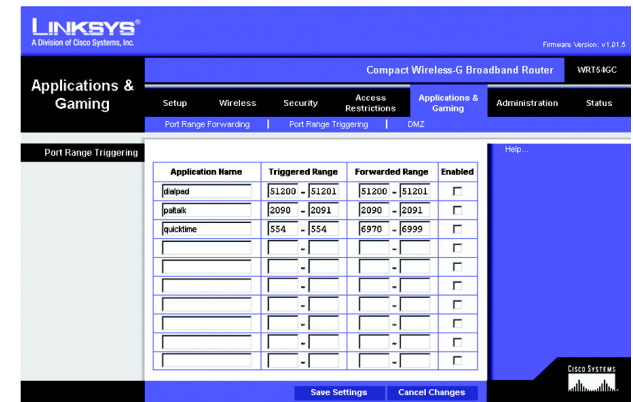 LINKSYS®
A Division of Cisco Systems, Inc.
Firmware Version: v1.01.5
Compact Wireless-G Broadband Router WRT54GC
Applications & Gaming
Setup Wireless Security Access Restrictions Applications & Gaming Administration Status
Port Range Forwarding | Port Range Triggering | DMZ
Port Range Triggering
Help...
Application Name Triggered Range Forwarded Range Enabled
dialpad 51200 ~ 51201 51200 ~ 51201
paltalk 2090 ~ 2091 2090 ~ 2091
quicktime 554 ~ 554 6970 ~ 6999
~ ~
~ ~
~ ~
~ ~
~ ~
~ ~
~ ~
Save Settings Cancel Changes
CISCO SYSTEMS